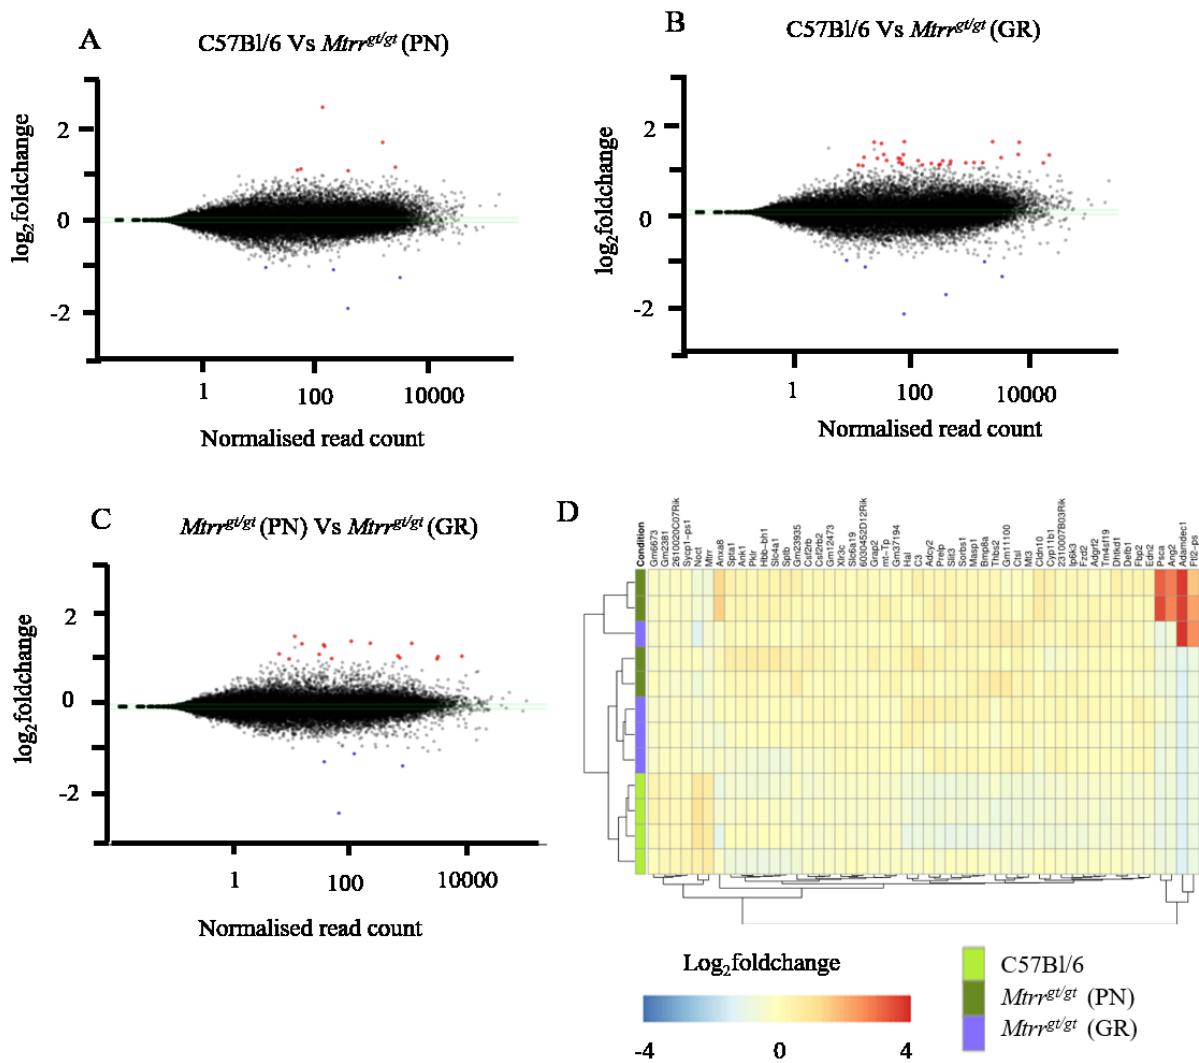 A
C57Bl/6 Vs Mtrrgt/gt (PN)
log2foldchange
2
0
-2
1
100
10000
Normalised read count
B
C57Bl/6 Vs Mtrrgt/gt (GR)
log2foldchange
2
0
-2
1
100
10000
Normalised read count
C
Mtrrgt/gt (PN) Vs Mtrrgt/gt (GR)
log2foldchange
2
0
-2
1
100
10000
Normalised read count
D
Condition
Gm6673
Gm2381
2610020C07Rik
Sycp1-ps1
Noct
Mtrr
Anxa8
Spta1
Ank1
Pklr
Hbb-bh1
Slc4a1
Sptb
Gm23935
Csf2rb
Csf2rb2
Gm12473
Xlr3c
Slc6a19
6030452D12Rik
Grap2
mt-Tp
Gm37194
Hal
C3
Adcy2
Prelp
Slit3
Sorbs1
Masp1
Bmp8a
Thbs2
Gm11100
Ctsl
Mt3
Cldn10
Cyp11b1
2310007B03Rik
Ip6k3
Fzd2
Adgrf2
Tm4sf19
Dhtkd1
Defb1
Fbp2
Edn2
Psca
Ang2
Adamdec1
Ftl2-ps
Log2foldchange
-4
0
4
C57Bl/6
Mtrrgt/gt (PN)
Mtrrgt/gt (GR)